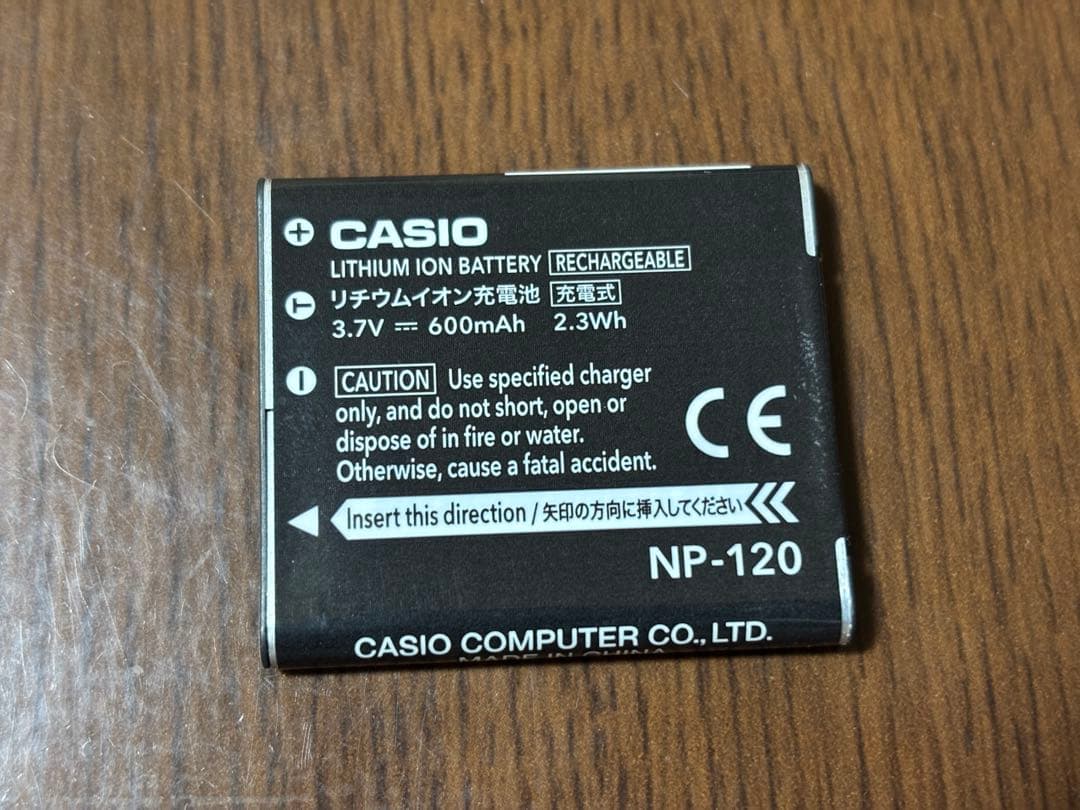 CASIO
LITHIUM ION BATTERY RECHARGEABLE
リチウムイオン充電池 充電式
3.7V ⎓ 600mAh 2.3Wh
CAUTION Use specified charger
only, and do not short, open or
dispose of in fire or water.
Otherwise, cause a fatal accident.
Insert this direction / 矢印の方向に挿入してください
NP-120
CASIO COMPUTER CO., LTD.
MADE IN CHINA
+
T
−
CE